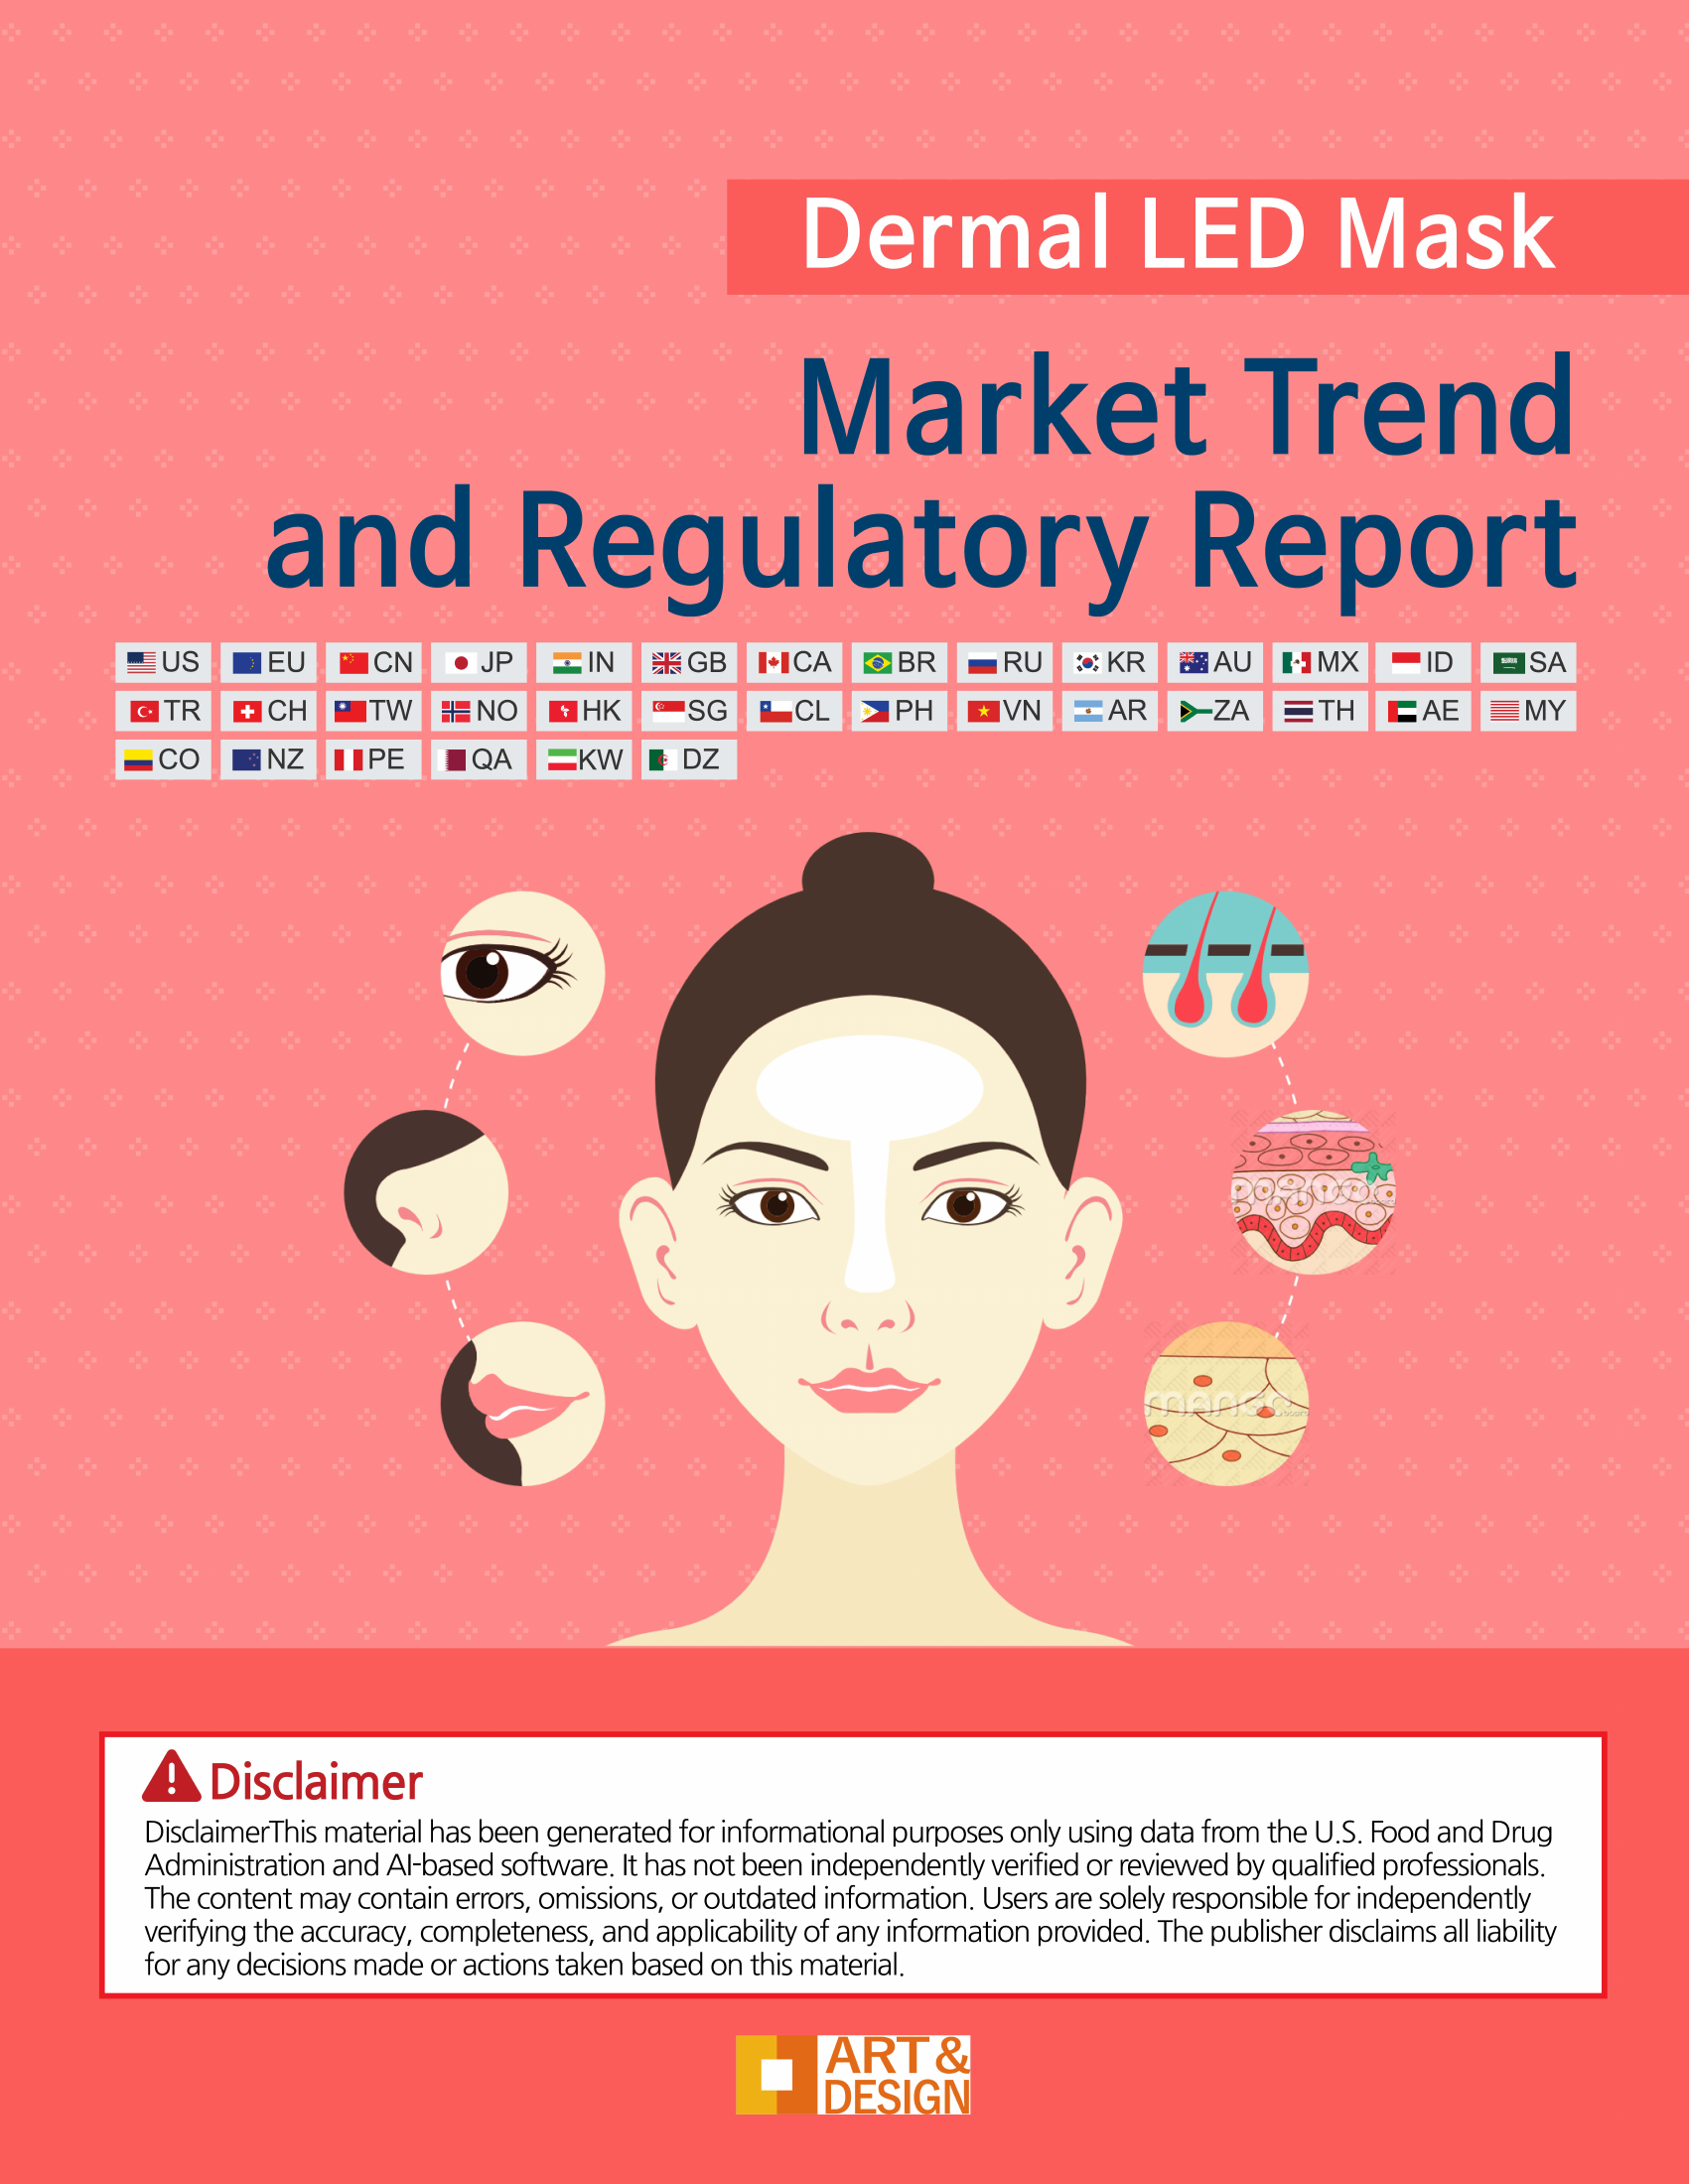 Dermal LED Mask
Market Trend
and Regulatory Report
US EU CN JP IN GB CA BR RU KR AU MX ID SA
TR CH TW NO HK SG CL PH VN AR ZA TH AE MY
CO NZ PE QA KW DZ
Disclaimer
DisclaimerThis material has been generated for informational purposes only using data from the U.S. Food and Drug
Administration and AI-based software. It has not been independently verified or reviewed by qualified professionals.
The content may contain errors, omissions, or outdated information. Users are solely responsible for independently
verifying the accuracy, completeness, and applicability of any information provided. The publisher disclaims all liability
for any decisions made or actions taken based on this material.
ART &
DESIGN